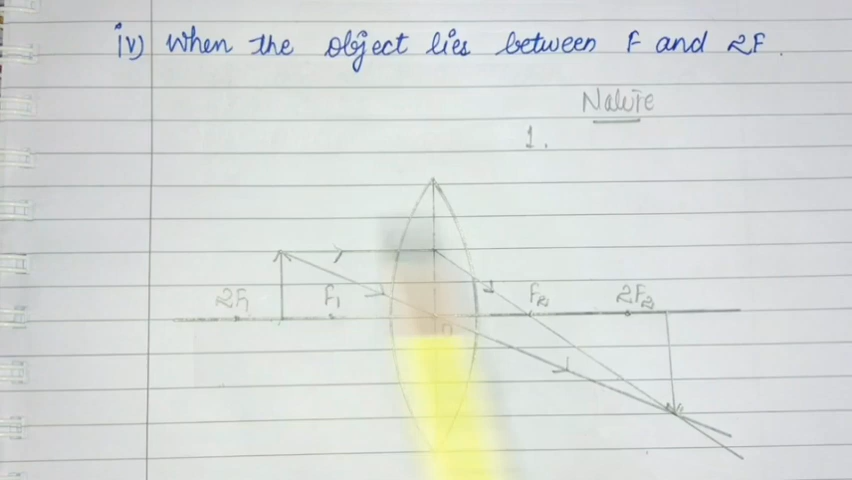 iv) When the object lies between F and 2F.
Nature
1.
2F1 F1 F2 2F2